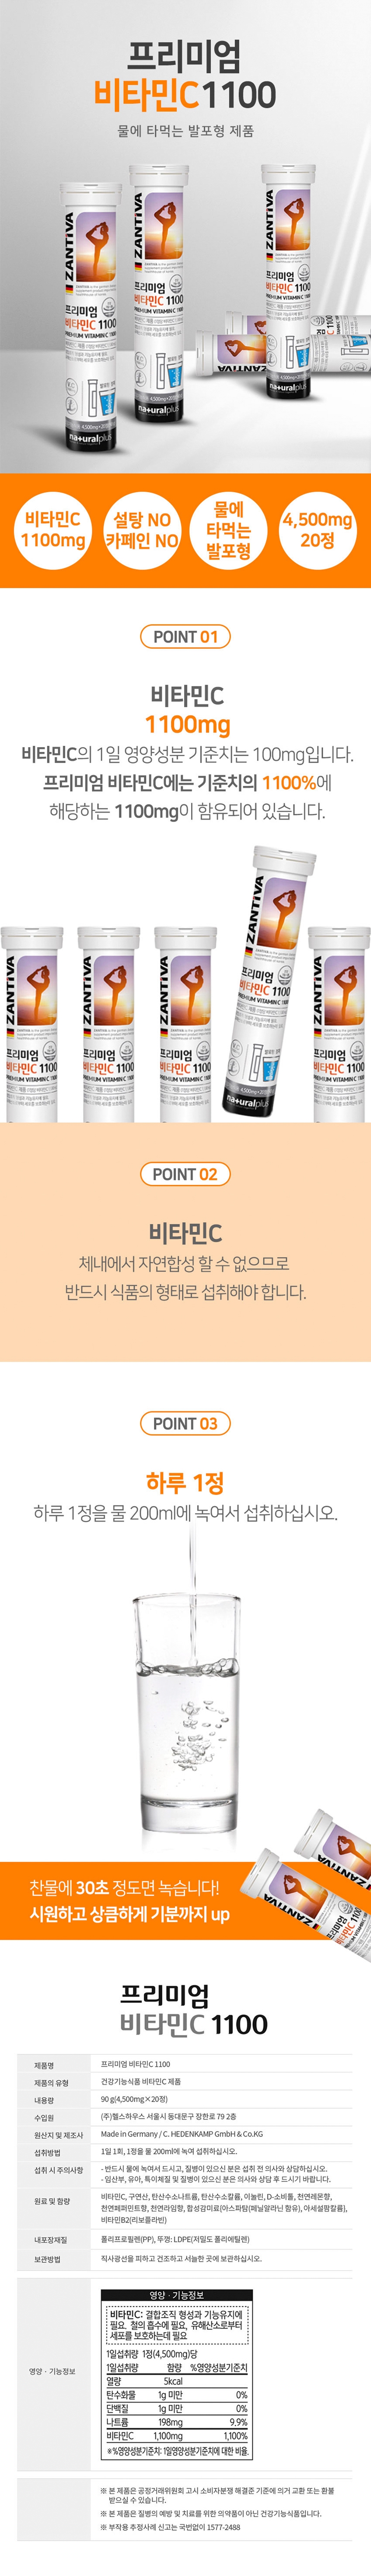 프리미엄
비타민C 1100
물에 타먹는 발포형 제품
ZANTIVA
프리미엄
비타민C 1100
PREMIUM VITAMIN C 1100
4,500mg×20정
na+uralplus
비타민C
1100mg
설탕 NO
카페인 NO
물에
타먹는
발포형
4,500mg
20정
POINT 01
비타민C
1100mg
비타민C의 1일 영양성분 기준치는 100mg입니다.
프리미엄 비타민C에는 기준치의 1100%에
해당하는 1100mg이 함유되어 있습니다.
ZANTIVA
프리미엄
비타민C 1100
PREMIUM VITAMIN C 1100
na+uralplus
POINT 02
비타민C
체내에서 자연합성 할 수 없으므로
반드시 식품의 형태로 섭취해야 합니다.
POINT 03
하루 1정
하루 1정을 물 200ml에 녹여서 섭취하십시오.
찬물에 30초 정도면 녹습니다!
시원하고 상큼하게 기분까지 up
프리미엄
비타민C 1100
제품명 프리미엄 비타민C 1100
제품의 유형 건강기능식품 비타민C 제품
내용량 90 g(4,500mg×20정)
수입원 (주)헬스하우스 서울시 동대문구 장한로 79 2층
원산지 및 제조사 Made in Germany / C. HEDENKAMP GmbH & Co.KG
섭취방법 1일 1회, 1정을 물 200ml에 녹여 섭취하십시오.
섭취 시 주의사항 - 반드시 물에 녹여서 드시고, 질병이 있으신 분은 섭취 전 의사와 상담하십시오.
- 임산부, 유아, 특이체질 및 질병이 있으신 분은 의사와 상담 후 드시기 바랍니다.
원료 및 함량 비타민C, 구연산, 탄산수소나트륨, 탄산수소칼륨, 이눌린, D-소비톨, 천연레몬향,
천연페퍼민트향, 천연라임향, 합성감미료(아스파탐(페닐알라닌 함유), 아세설팜칼륨),
비타민B2(리보플라빈)
내포장재질 폴리프로필렌(PP), 뚜껑: LDPE(저밀도 폴리에틸렌)
보관방법 직사광선을 피하고 건조하고 서늘한 곳에 보관하십시오.
영양 · 기능정보
영양 · 기능정보
비타민C: 결합조직 형성과 기능유지에
필요. 철의 흡수에 필요, 유해산소로부터
세포를 보호하는데 필요
1일섭취량 1정(4,500mg)당
1일섭취량 함량 %영양성분기준치
열량 5kcal
탄수화물 1g 미만 0%
단백질 1g 미만 0%
나트륨 198mg 9.9%
비타민C 1,100mg 1,100%
※%영양성분기준치: 1일영양성분기준치에 대한 비율.
※ 본 제품은 공정거래위원회 고시 소비자분쟁 해결준 기준에 의거 교환 또는 환불
받으실 수 있습니다.
※ 본 제품은 질병의 예방 및 치료를 위한 의약품이 아닌 건강기능식품입니다.
※ 부작용 추정사례 신고는 국번없이 1577-2488